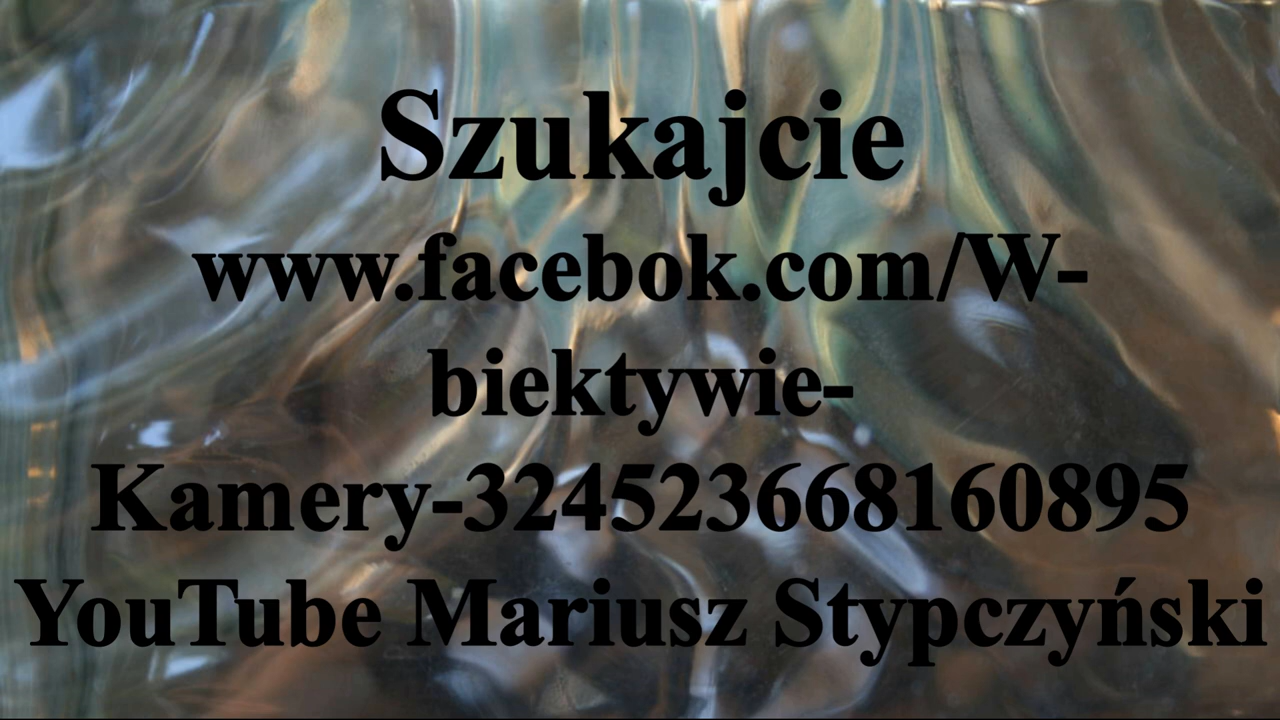 Szukajcie
www.facebok.com/W-
biektywie-
Kamery-324523668160895
YouTube Mariusz Stypczyński